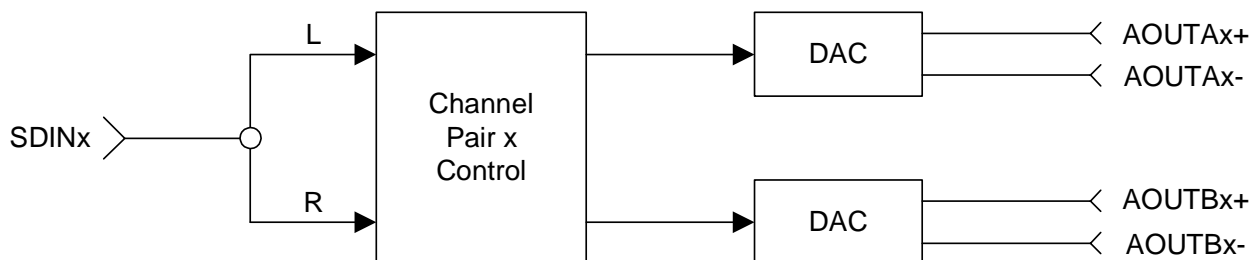 L
SDINx
R
Channel
Pair x
Control
DAC
AOUTAx+
AOUTAx-
DAC
AOUTBx+
AOUTBx-